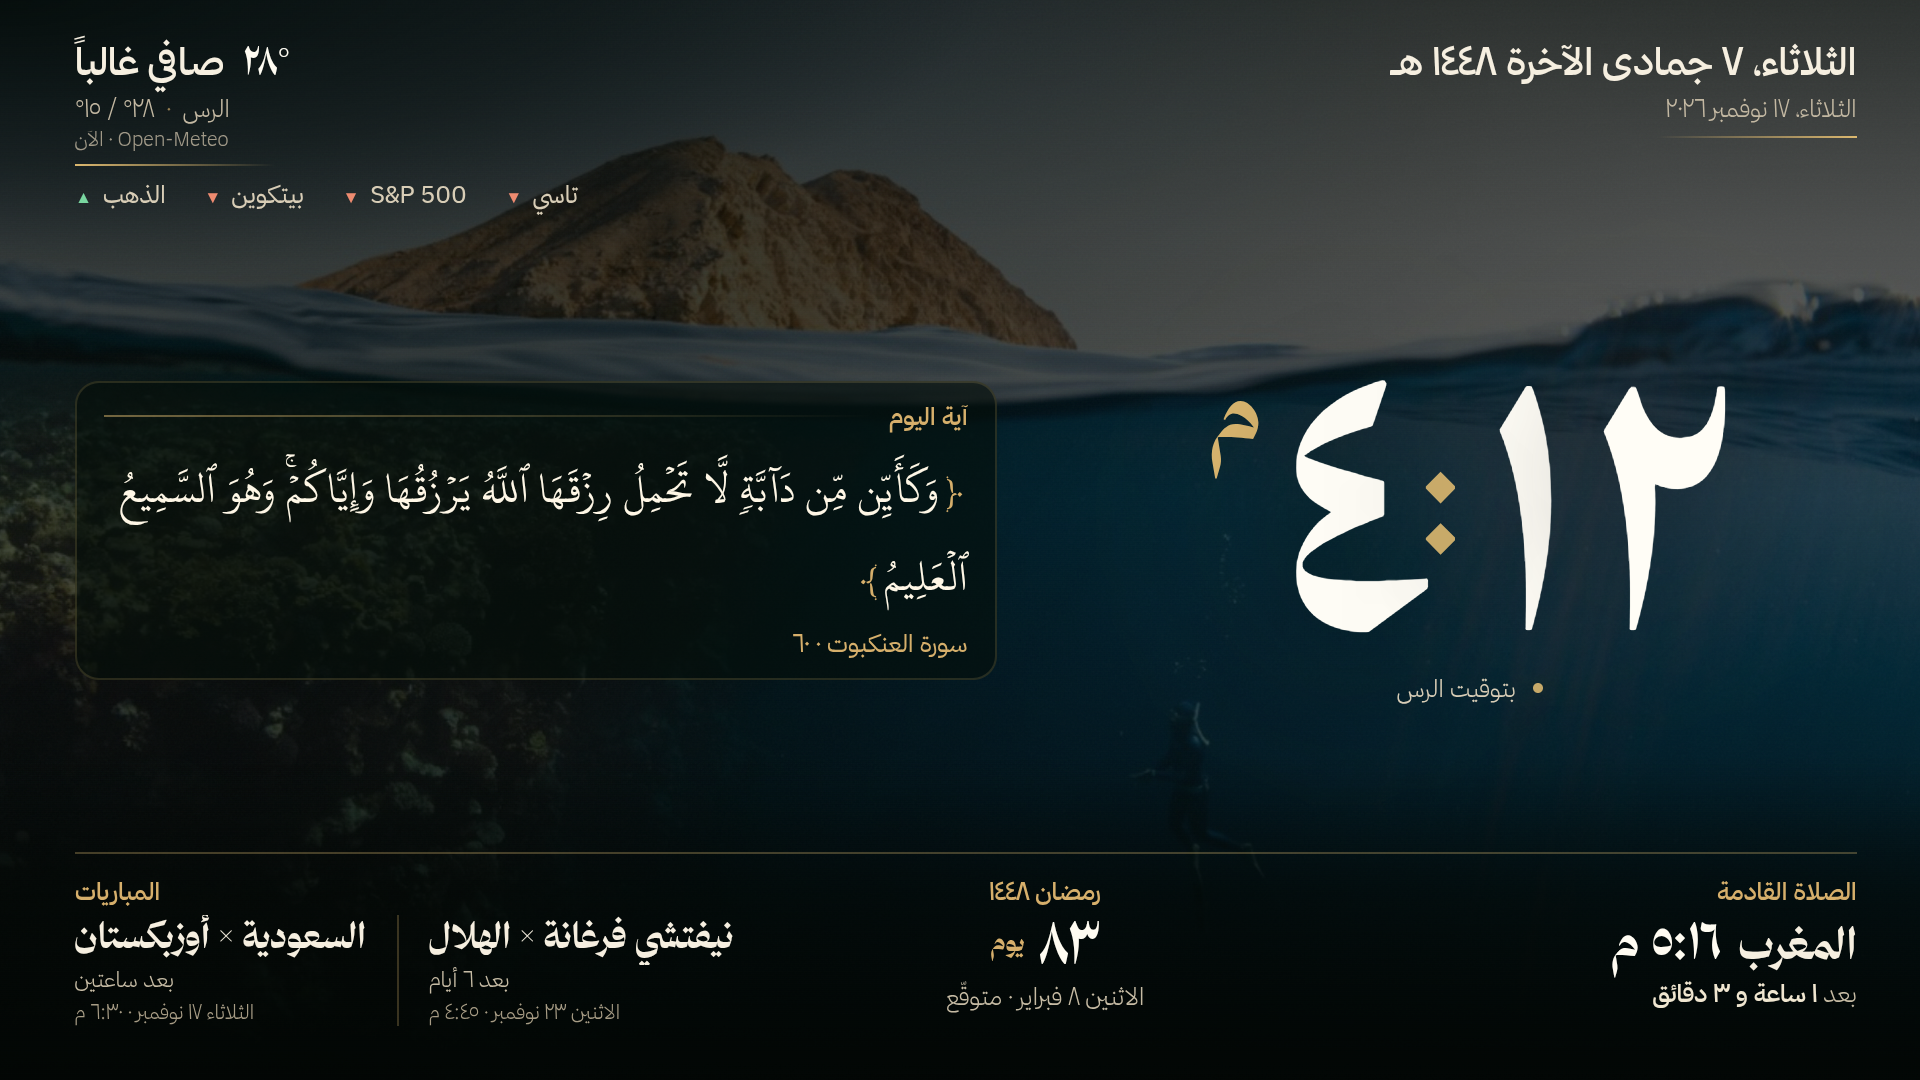 الثلاثاء، ٧ جمادى الآخرة ١٤٤٨ هـ
الثلاثاء، ١٧ نوفمبر ٢٠٢٦
٢٨° صافي غالباً
الرس · ٢٨° / ١٥°
Open-Meteo · الآن
تاسي ▼ S&P 500 ▼ بيتكوين ▼ الذهب ▲
٤:١٢ م
بتوقيت الرس
آية اليوم
﴿وَكَأَيِّن مِّن دَآبَّةٍ لَّا تَحْمِلُ رِزْقَهَا ٱللَّهُ يَرْزُقُهَا وَإِيَّاكُمْ ۚ وَهُوَ ٱلسَّمِيعُ
ٱلْعَلِيمُ﴾
سورة العنكبوت · ٦٠
الصلاة القادمة
المغرب ٥:١٦ م
بعد ١ ساعة و ٣ دقائق
رمضان ١٤٤٨
٨٣ يوم
الاثنين ٨ فبراير · متوقّع
المباريات
نيفتشي فرغانة × الهلال
بعد ٦ أيام
الاثنين ٢٣ نوفمبر · ٤:٤٥ م
السعودية × أوزبكستان
بعد ساعتين
الثلاثاء ١٧ نوفمبر · ٦:٣٠ م